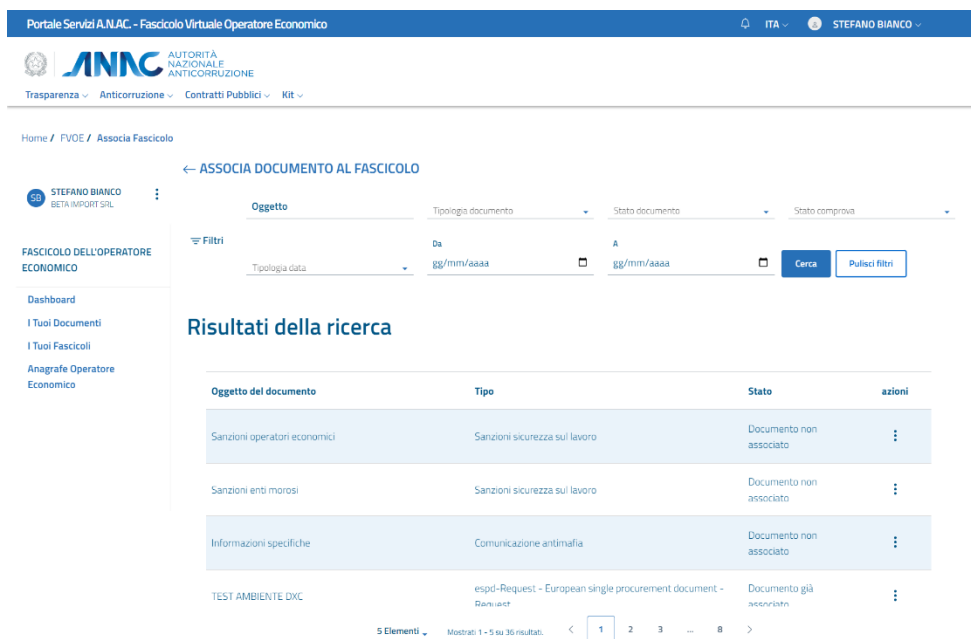 Portale Servizi A.N.AC. - Fascicolo Virtuale Operatore Economico
ITA
STEFANO BIANCO
ANAC
AUTORITÀ
NAZIONALE
ANTICORRUZIONE
Trasparenza Anticorruzione Contratti Pubblici Kit
Home / FVOE / Associa Fascicolo
← ASSOCIA DOCUMENTO AL FASCICOLO
SB
STEFANO BIANCO
BETA IMPORT SRL
FASCICOLO DELL'OPERATORE
ECONOMICO
Dashboard
I Tuoi Documenti
I Tuoi Fascicoli
Anagrafe Operatore
Economico
Oggetto
Tipologia documento
Stato documento
Stato comprova
Filtri
Tipologia data
Da
gg/mm/aaaa
A
gg/mm/aaaa
Cerca
Pulisci filtri
Risultati della ricerca
Oggetto del documento Tipo Stato azioni
Sanzioni operatori economici Sanzioni sicurezza sul lavoro Documento non
associato
Sanzioni enti morosi Sanzioni sicurezza sul lavoro Documento non
associato
Informazioni specifiche Comunicazione antimafia Documento non
associato
TEST AMBIENTE DXC espd-Request - European single procurement document - Documento già
Request associato
5 Elementi Mostrati 1 - 5 su 36 risultati. < 1 2 3 ... 8 >